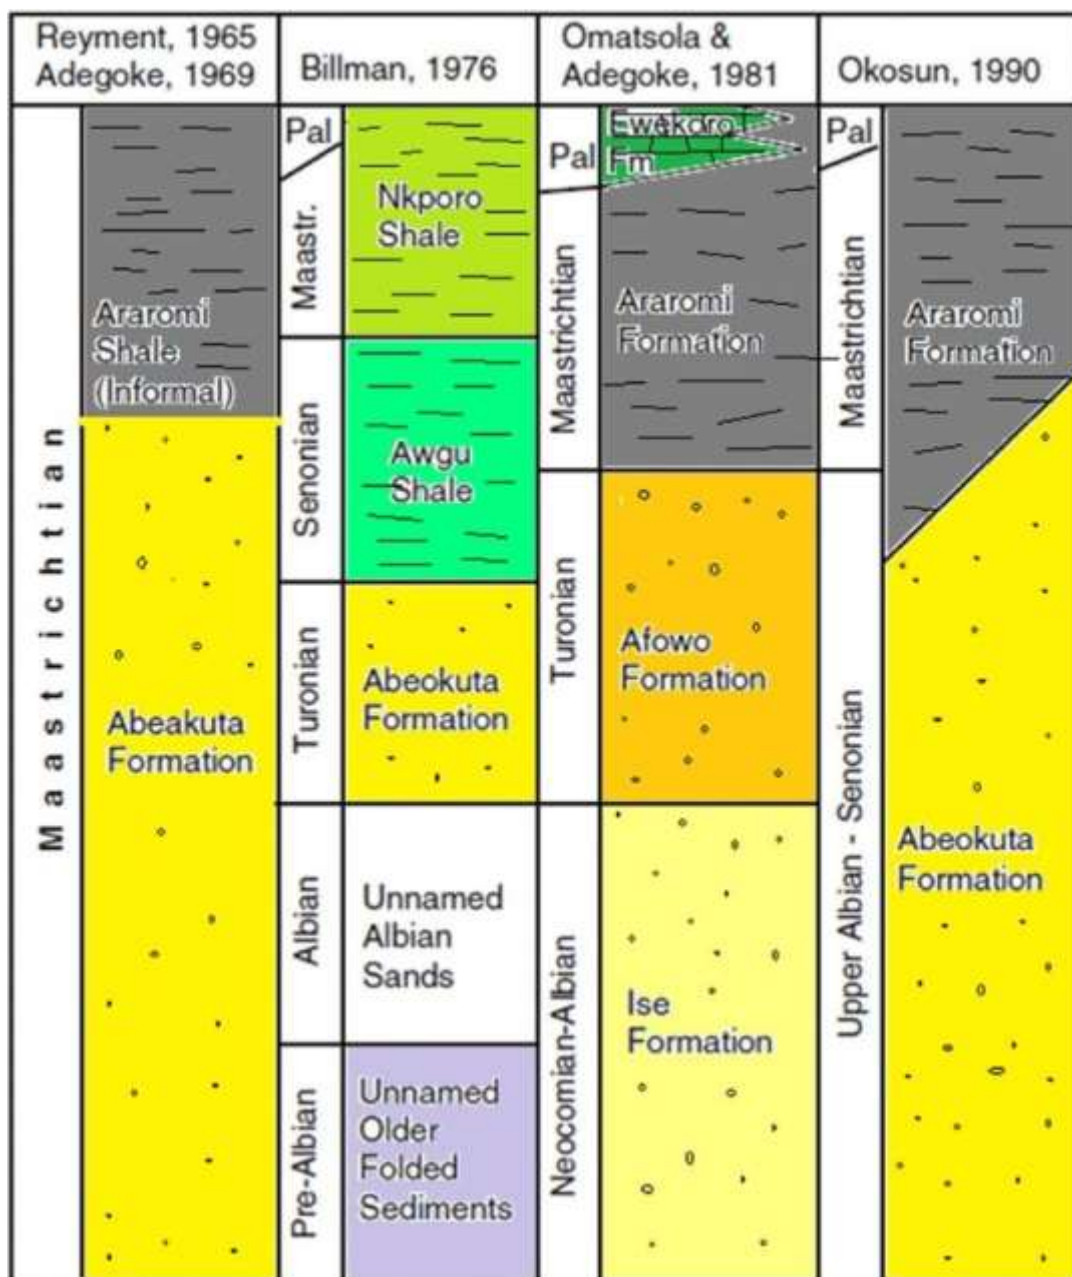 Reyment, 1965
Adegoke, 1969
Billman, 1976
Omatsola &
Adegoke, 1981
Okosun, 1990
Maastrichtian
Araromi
Shale
(Informal)
Abeakuta
Formation
Pal
Maastr.
Senonian
Turonian
Albian
Pre-Albian
Nkporo
Shale
Awgu
Shale
Abeokuta
Formation
Unnamed
Albian
Sands
Unnamed
Older
Folded
Sediments
Pal
Maastrichtian
Turonian
Neocomian-Albian
Ewekoro
Fm
Araromi
Formation
Afowo
Formation
Ise
Formation
Pal
Maastrichtian
Upper Albian - Senonian
Araromi
Formation
Abeokuta
Formation